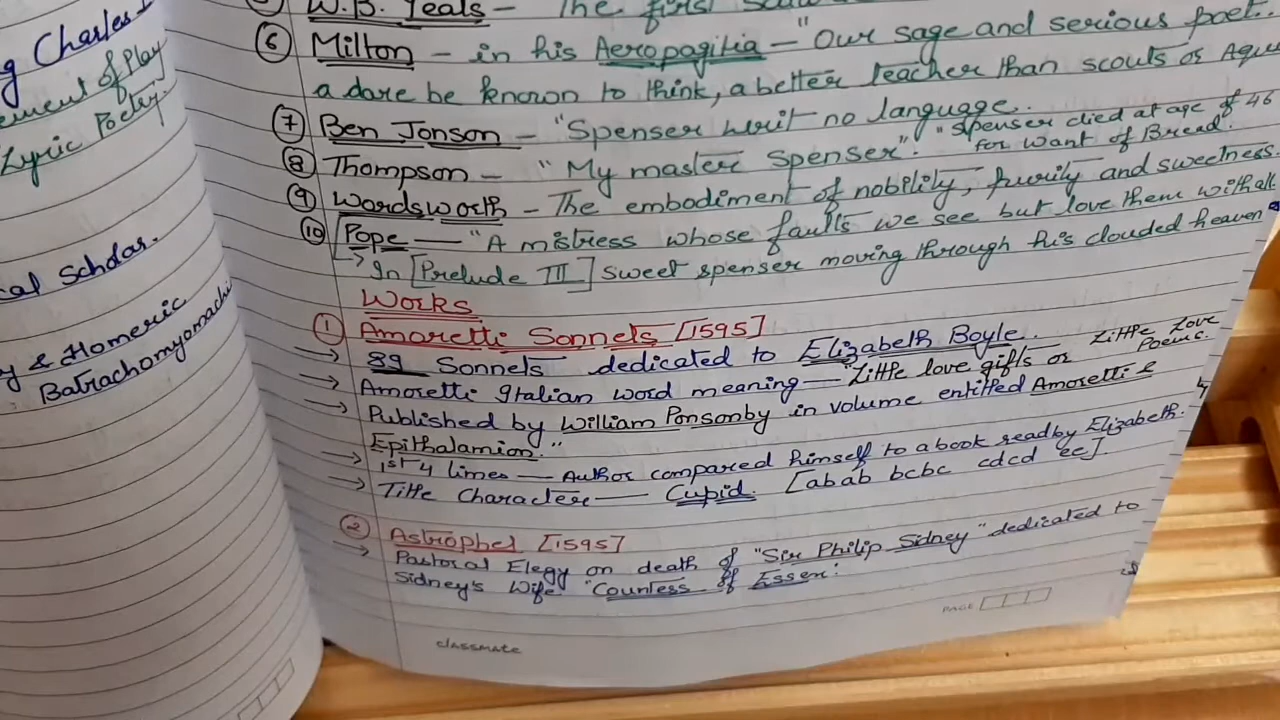 g Charles I
ement of Play
Lyric Poetry.
cal Scholar.
y & Homeric
Batrachomyomachi
W.B. Yeats - The first
⑥ Milton - in his Aeropagitia - "Our sage and serious poet..
a dare be known to think, a better teacher than scouts or Aqu
⑦ Ben Jonson - "Spenser writ no language..
⑧ Thompson - "My master Spenser". "Spenser died at age of 46
for want of Bread.
⑨ Wordsworth - The embodiment of nobility, purity and sweetness.
⑩ Pope - "A mistress whose faults we see but love them with all
→ In [Prelude III] sweet spenser moving through his clouded heaven
Works
① Amoretti Sonnets [1595]
→ 89 Sonnets dedicated to Elizabeth Boyle.
→ Amoretti Italian word meaning - "Little love gifts or Little Love Poems.
→ Published by William Ponsonby in volume entitled Amoretti &
Epithalamion."
→ 1st 4 lines - Author compared himself to a book read by Elizabeth.
→ Title Character - Cupid. [abab bcbc cdcd ee].
② Astrophel [1595]
→ Pastoral Elegy on death of "Sir Philip Sidney" dedicated to
Sidney's Wife "Countess of Essex.
PAGE
classmate